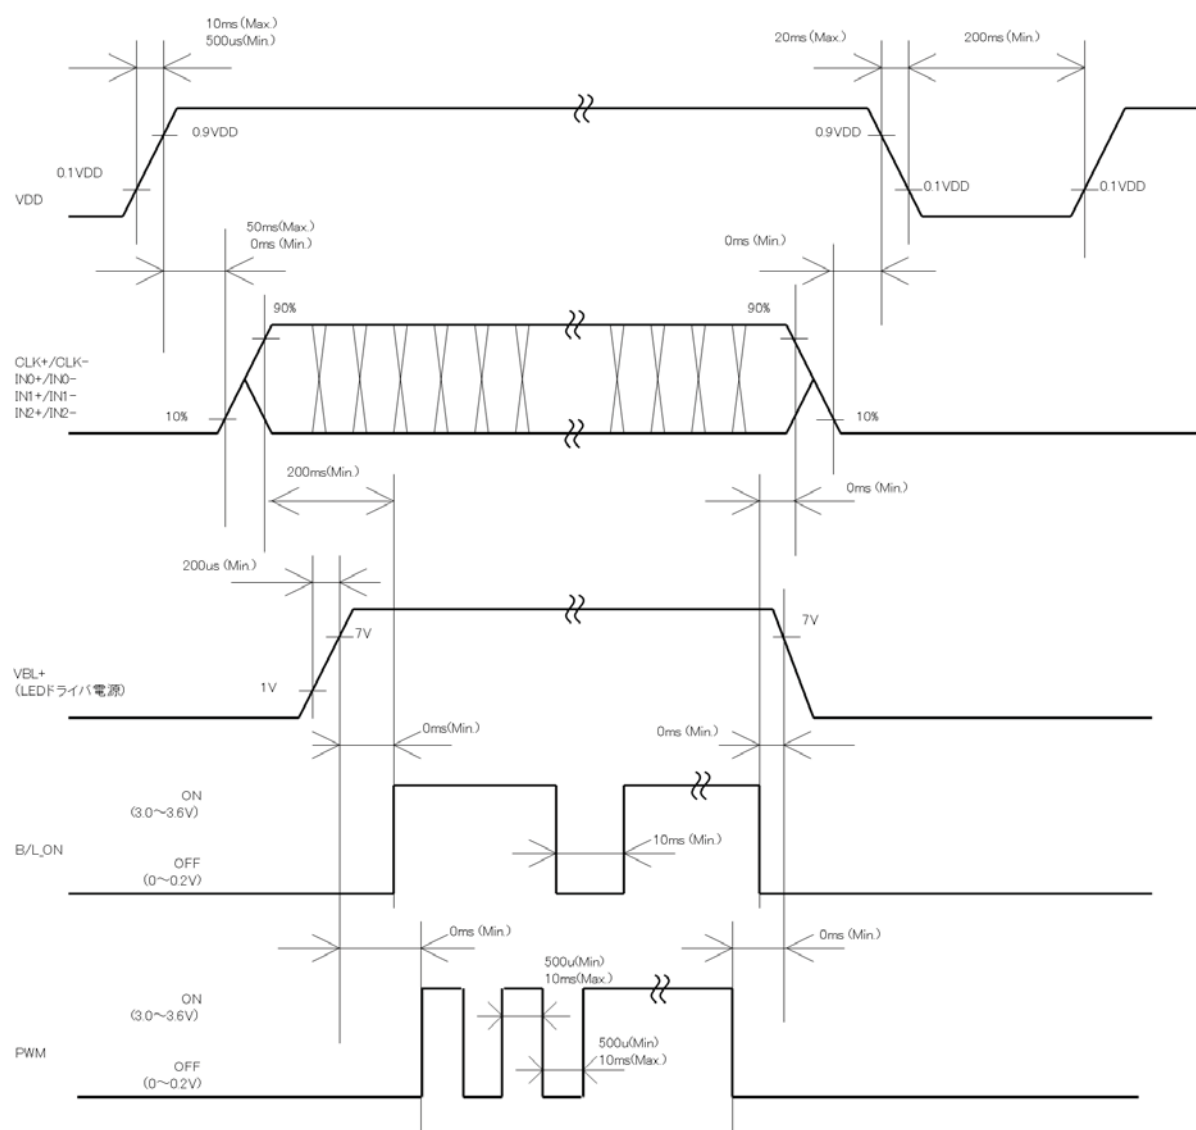 10ms (Max.)
500us(Min.)
20ms (Max.)
200ms (Min.)
0.9VDD
0.9VDD
0.1VDD
0.1VDD
0.1VDD
VDD
50ms(Max.)
0ms (Min.)
0ms (Min.)
90%
90%
CLK+/CLK-
IN0+/IN0-
IN1+/IN1-
IN2+/IN2-
10%
10%
200ms(Min.)
0ms (Min.)
200us (Min.)
7V
7V
VBL+
(LEDドライバ電源)
1V
0ms(Min.)
0ms (Min.)
ON
(3.0～3.6V)
10ms (Min.)
B/L_ON
OFF
(0～0.2V)
0ms (Min.)
0ms (Min.)
500u(Min)
10ms(Max.)
ON
(3.0～3.6V)
500u(Min)
10ms(Max.)
PWM
OFF
(0～0.2V)